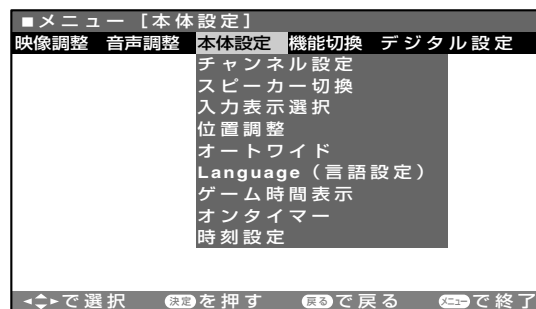 ■メニュー［本体設定］
映像調整 音声調整 本体設定 機能切換 デジタル設定
チャンネル設定
スピーカー切換
入力表示選択
位置調整
オートワイド
Language（言語設定）
ゲーム時間表示
オンタイマー
時刻設定
で選択 決定を押す 戻るで戻る メニューで終了